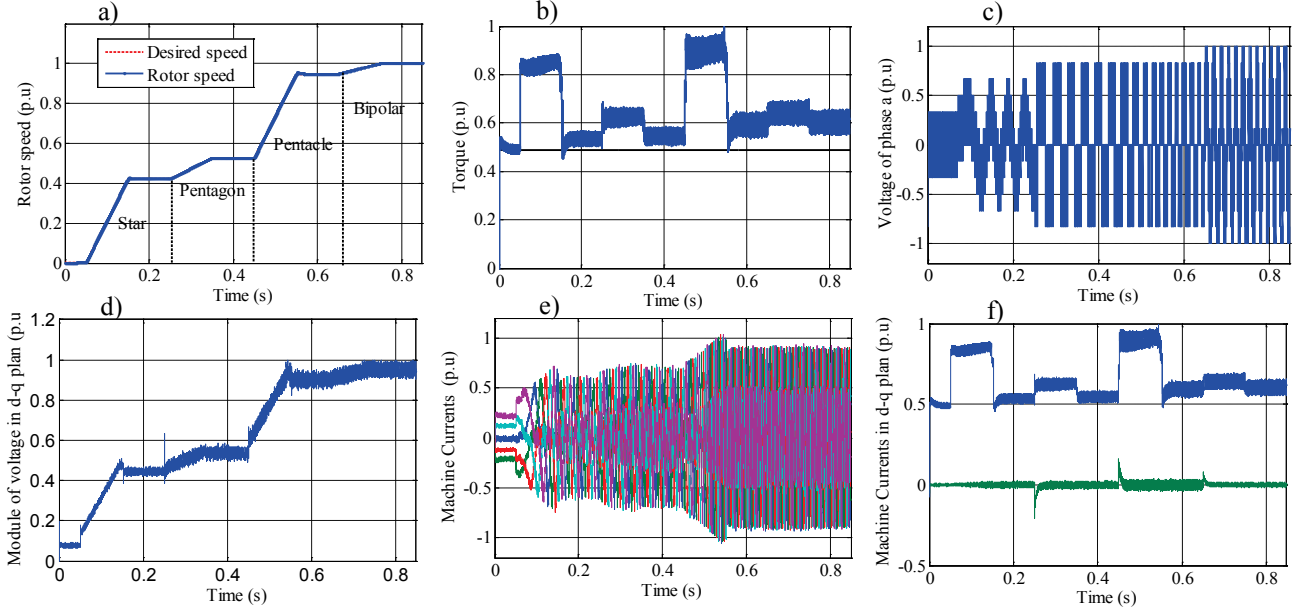 a)
Desired speed
Rotor speed
Bipolar
Pentacle
Pentagon
Star
Rotor speed (p.u)
1
0.8
0.6
0.4
0.2
0
0 0.2 0.4 0.6 0.8
Time (s)
b)
Torque (p.u)
1
0.8
0.6
0.5
0.4
0.2
0
0 0.2 0.4 0.6 0.8
Time (s)
c)
Voltage of phase a (p.u)
1
0.5
0
-0.5
-1
0 0.2 0.4 0.6 0.8
Time (s)
d)
Module of voltage in d-q plan (p.u
1.2
1
0.8
0.6
0.4
0.2
0
0 0.2 0.4 0.6 0.8
Time (s)
e)
Machine Currents (p.u)
1
0.5
0
-0.5
-1
0 0.2 0.4 0.6 0.8
Time (s)
f)
Machine Currents in d-q plan (p.u)
1
0.5
0
-0.5
0 0.2 0.4 0.6 0.8
Time (s)